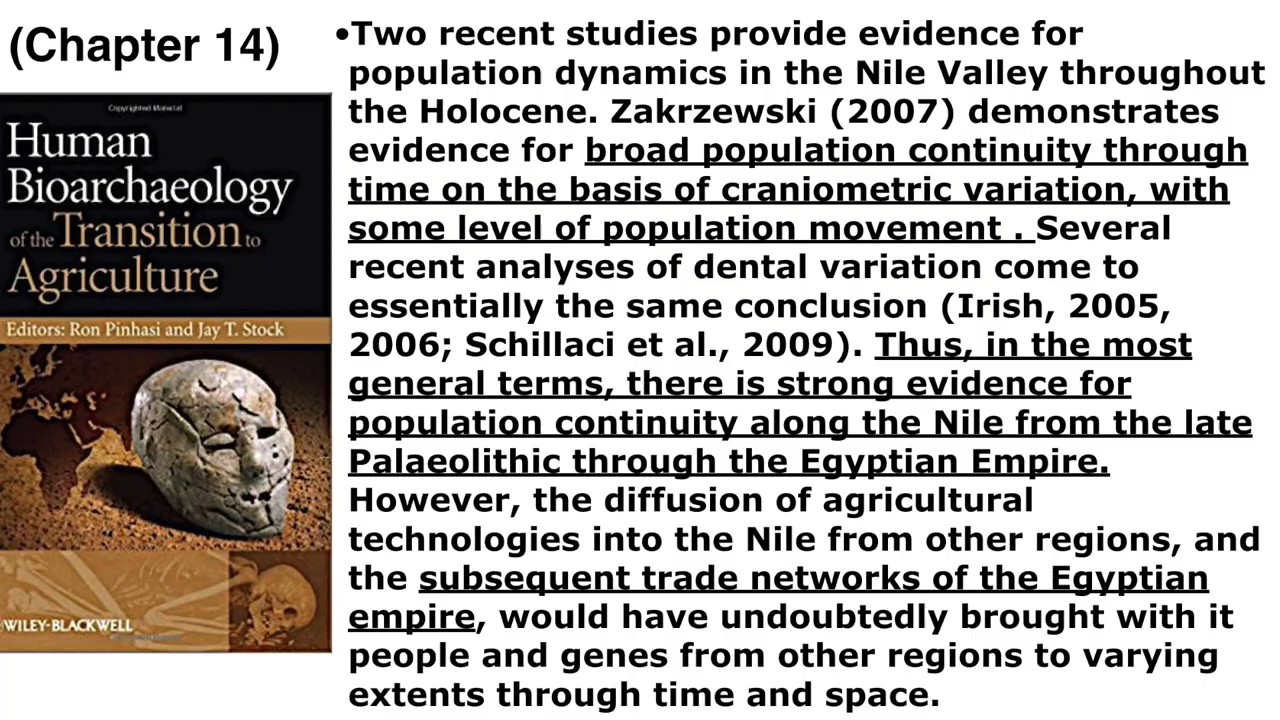 (Chapter 14)
Copyrighted Material
Human
Bioarchaeology
of the Transition to
Agriculture
Editors: Ron Pinhasi and Jay T. Stock
WILEY-BLACKWELL
•Two recent studies provide evidence for
population dynamics in the Nile Valley throughout
the Holocene. Zakrzewski (2007) demonstrates
evidence for broad population continuity through
time on the basis of craniometric variation, with
some level of population movement . Several
recent analyses of dental variation come to
essentially the same conclusion (Irish, 2005,
2006; Schillaci et al., 2009). Thus, in the most
general terms, there is strong evidence for
population continuity along the Nile from the late
Palaeolithic through the Egyptian Empire.
However, the diffusion of agricultural
technologies into the Nile from other regions, and
the subsequent trade networks of the Egyptian
empire, would have undoubtedly brought with it
people and genes from other regions to varying
extents through time and space.